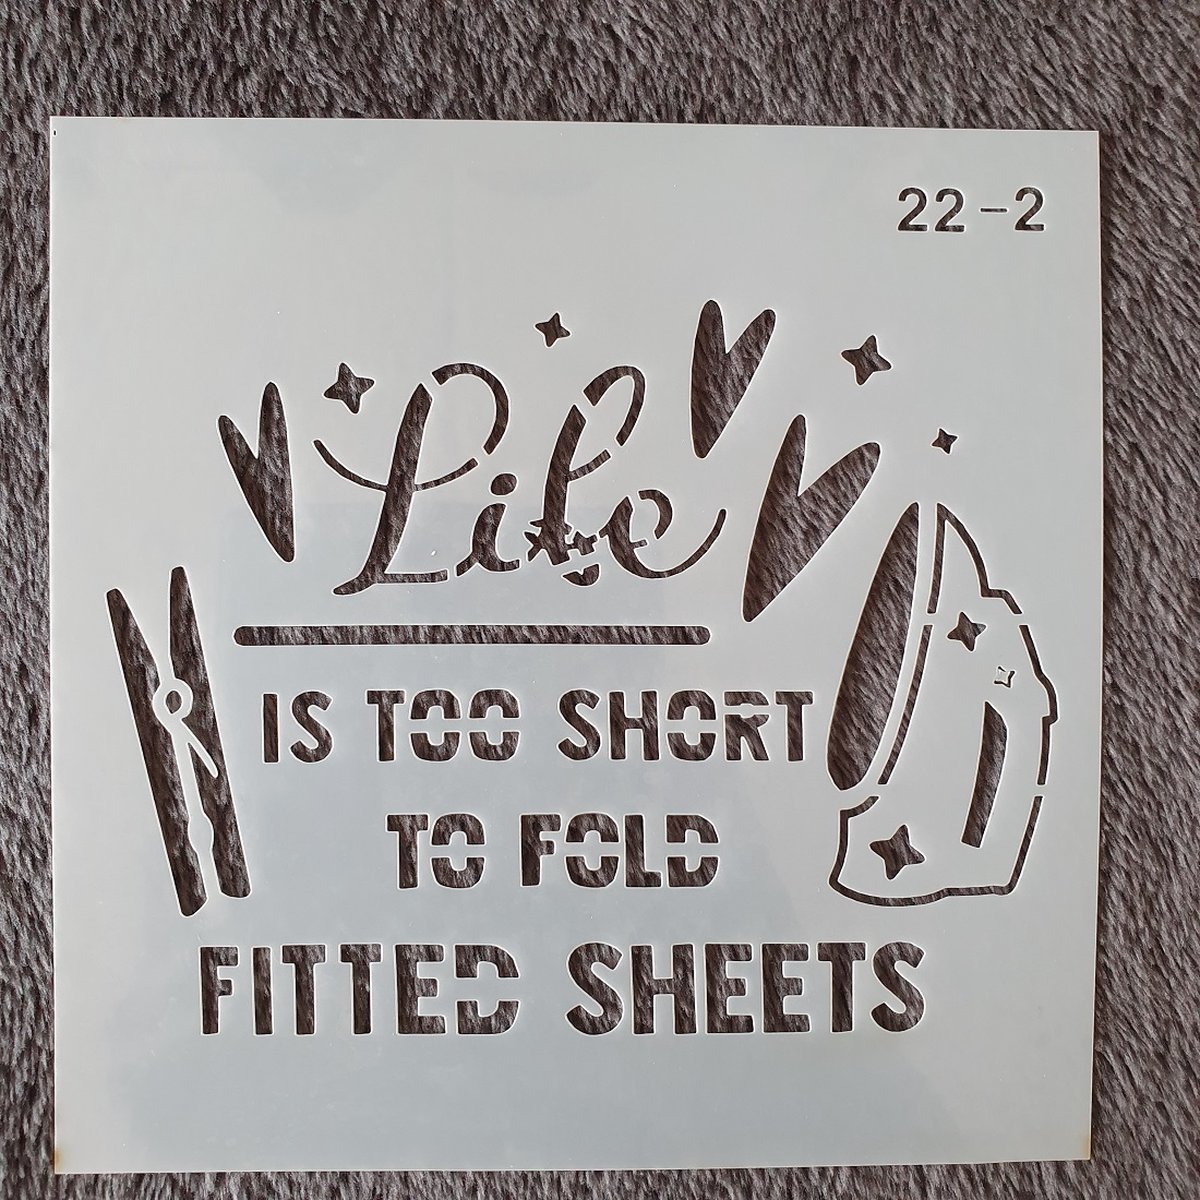 22-2
Life
IS TOO SHORT
TO FOLD
FITTED SHEETS